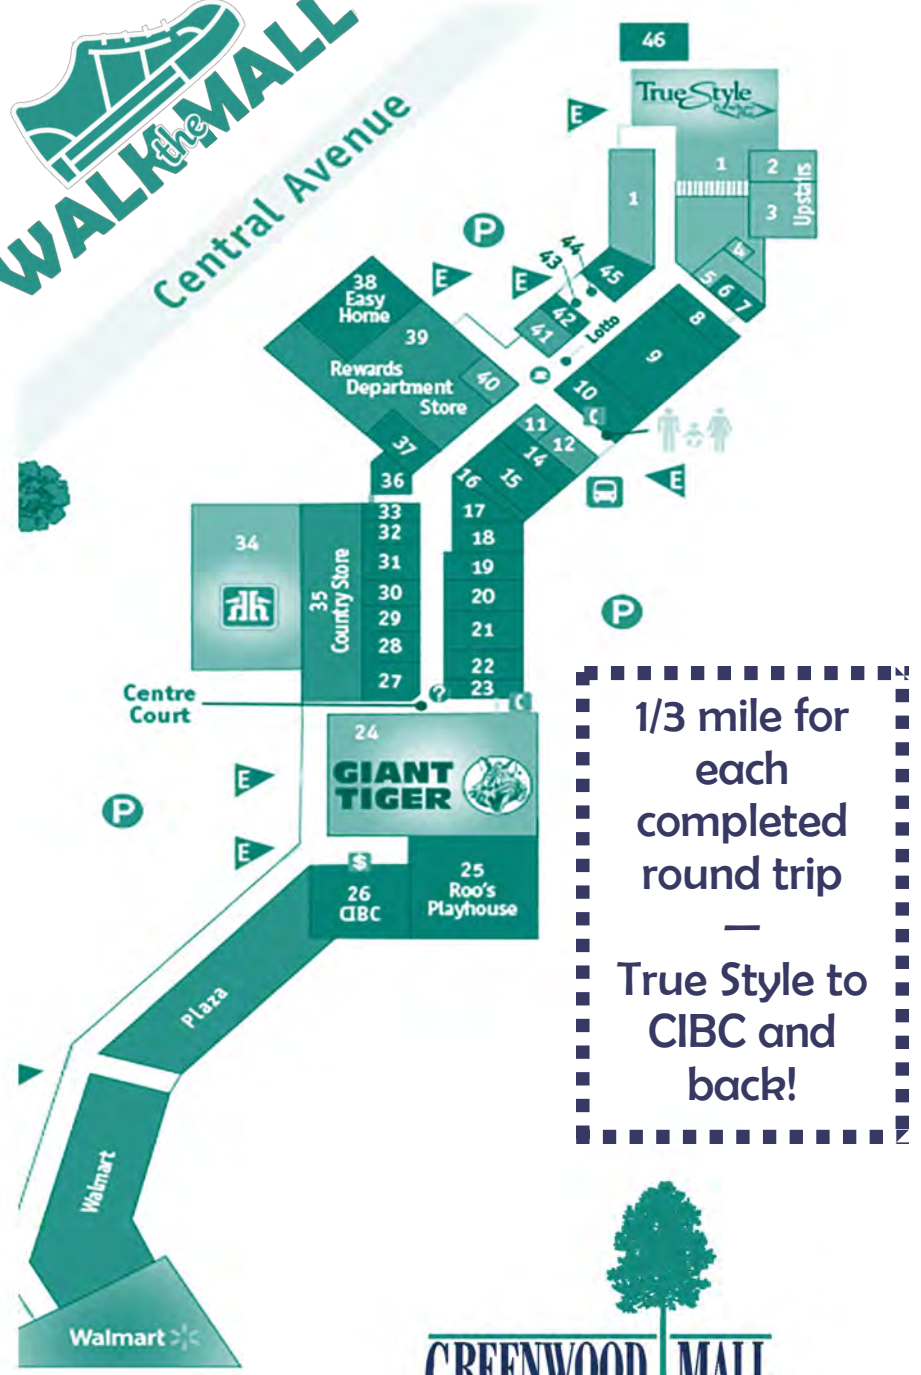 WALK the MALL
Central Avenue
46
TrueStyle
E
1
1
2
3
Upstairs
4
5
6
7
P
44
43
45
E
E
42
41
Lotto
8
9
10
38
Easy
Home
39
40
Rewards
Department
Store
37
36
11
12
14
15
16
17
18
19
20
21
22
23
E
33
32
31
30
29
28
27
34
35
Country Store
P
Centre
Court
?
24
GIANT
TIGER
E
P
E
$
26
CIBC
25
Roo's
Playhouse
Plaza
Walmart
Walmart
1/3 mile for
each
completed
round trip
—
True Style to
CIBC and
back!
GREENWOOD MALL